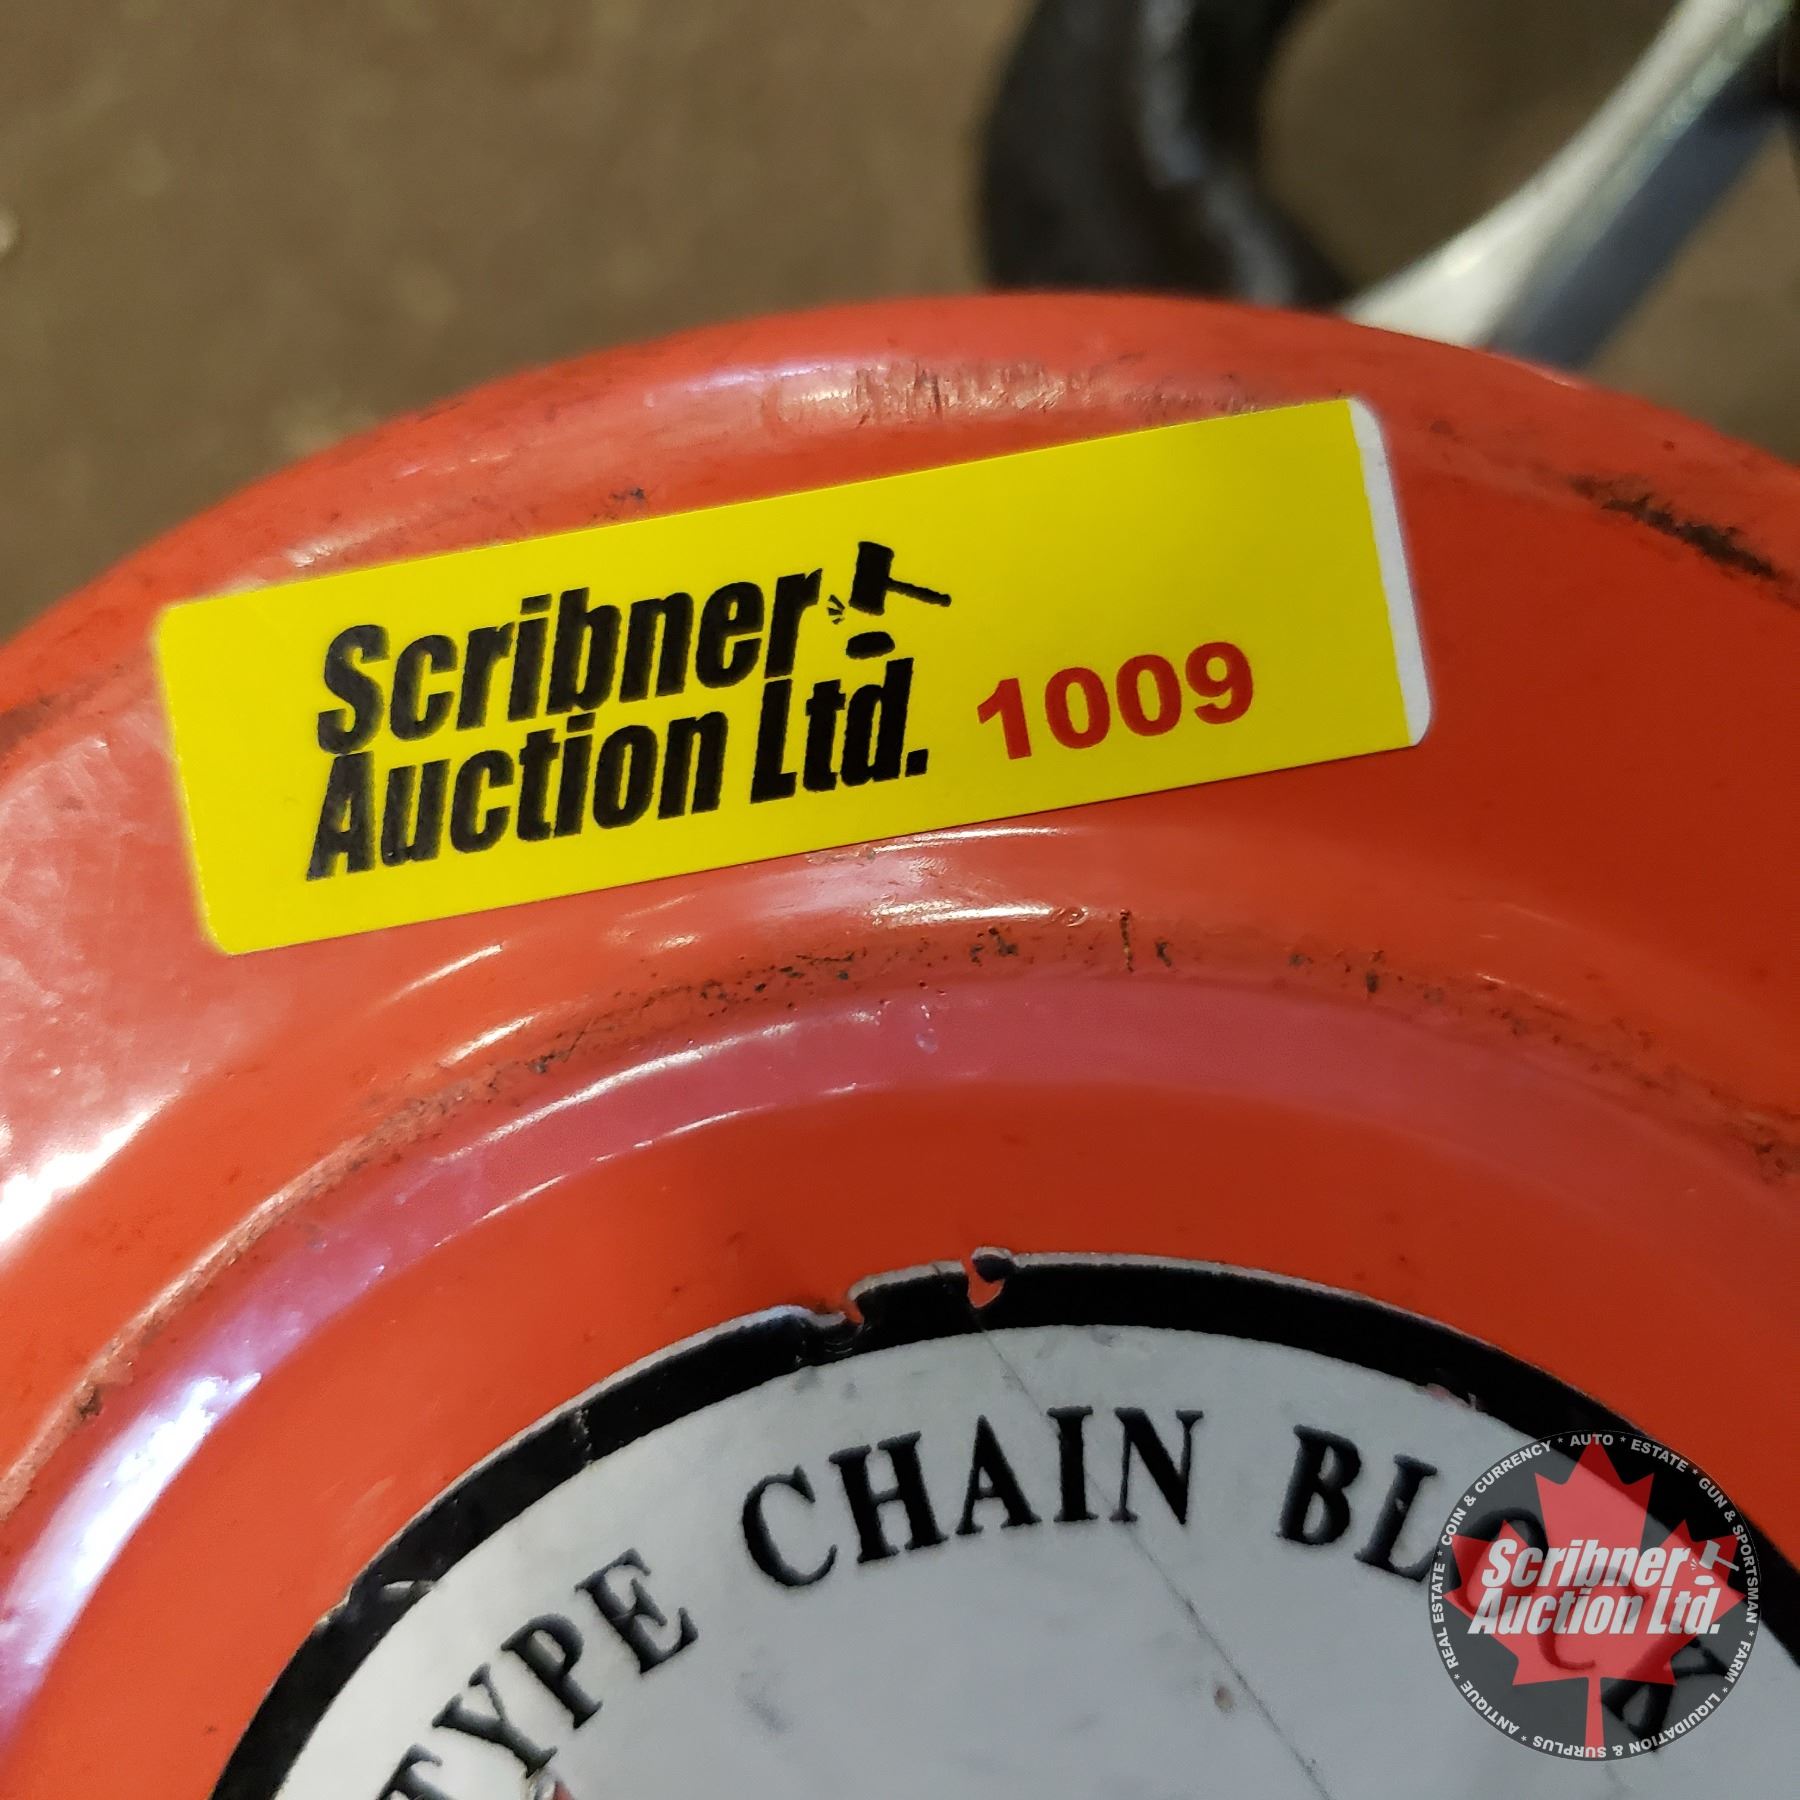 Scribner
Auction Ltd.
1009
TYPE CHAIN BLOCK
REAL ESTATE * COIN & CURRENCY * AUTO * ESTATE * GUN & SPORTSMAN * FARM * LIQUIDATION & SURPLUS * ANTIQUE *
Scribner
Auction Ltd.